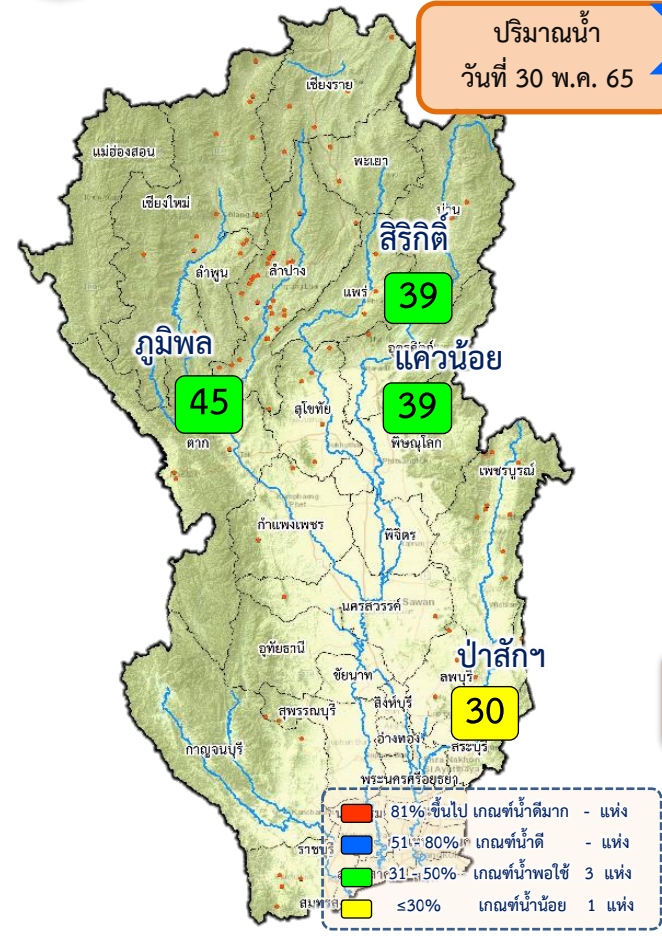 ปริมาณน้ำ
วันที่ 30 พ.ค. 65
เชียงราย
แม่ฮ่องสอน
พะเยา
เชียงใหม่
น่าน
สิริกิติ์
ลำพูน
ลำปาง
แพร่
39
ภูมิพล
อุตรดิตถ์
แควน้อย
45
สุโขทัย
39
ตาก
พิษณุโลก
เพชรบูรณ์
กำแพงเพชร
พิจิตร
นครสวรรค์
Sawan
อุทัยธานี
ป่าสักฯ
ชัยนาท
ลพบุรี
สุพรรณบุรี
สิงห์บุรี
30
อ่างทอง
กาญจนบุรี
สระบุรี
พระนครศรีอยุธยา
81% ขึ้นไป เกณฑ์น้ำดีมาก - แห่ง
51 - 80% เกณฑ์น้ำดี - แห่ง
ราชบุรี
31 - 50% เกณฑ์น้ำพอใช้ 3 แห่ง
≤30% เกณฑ์น้ำน้อย 1 แห่ง